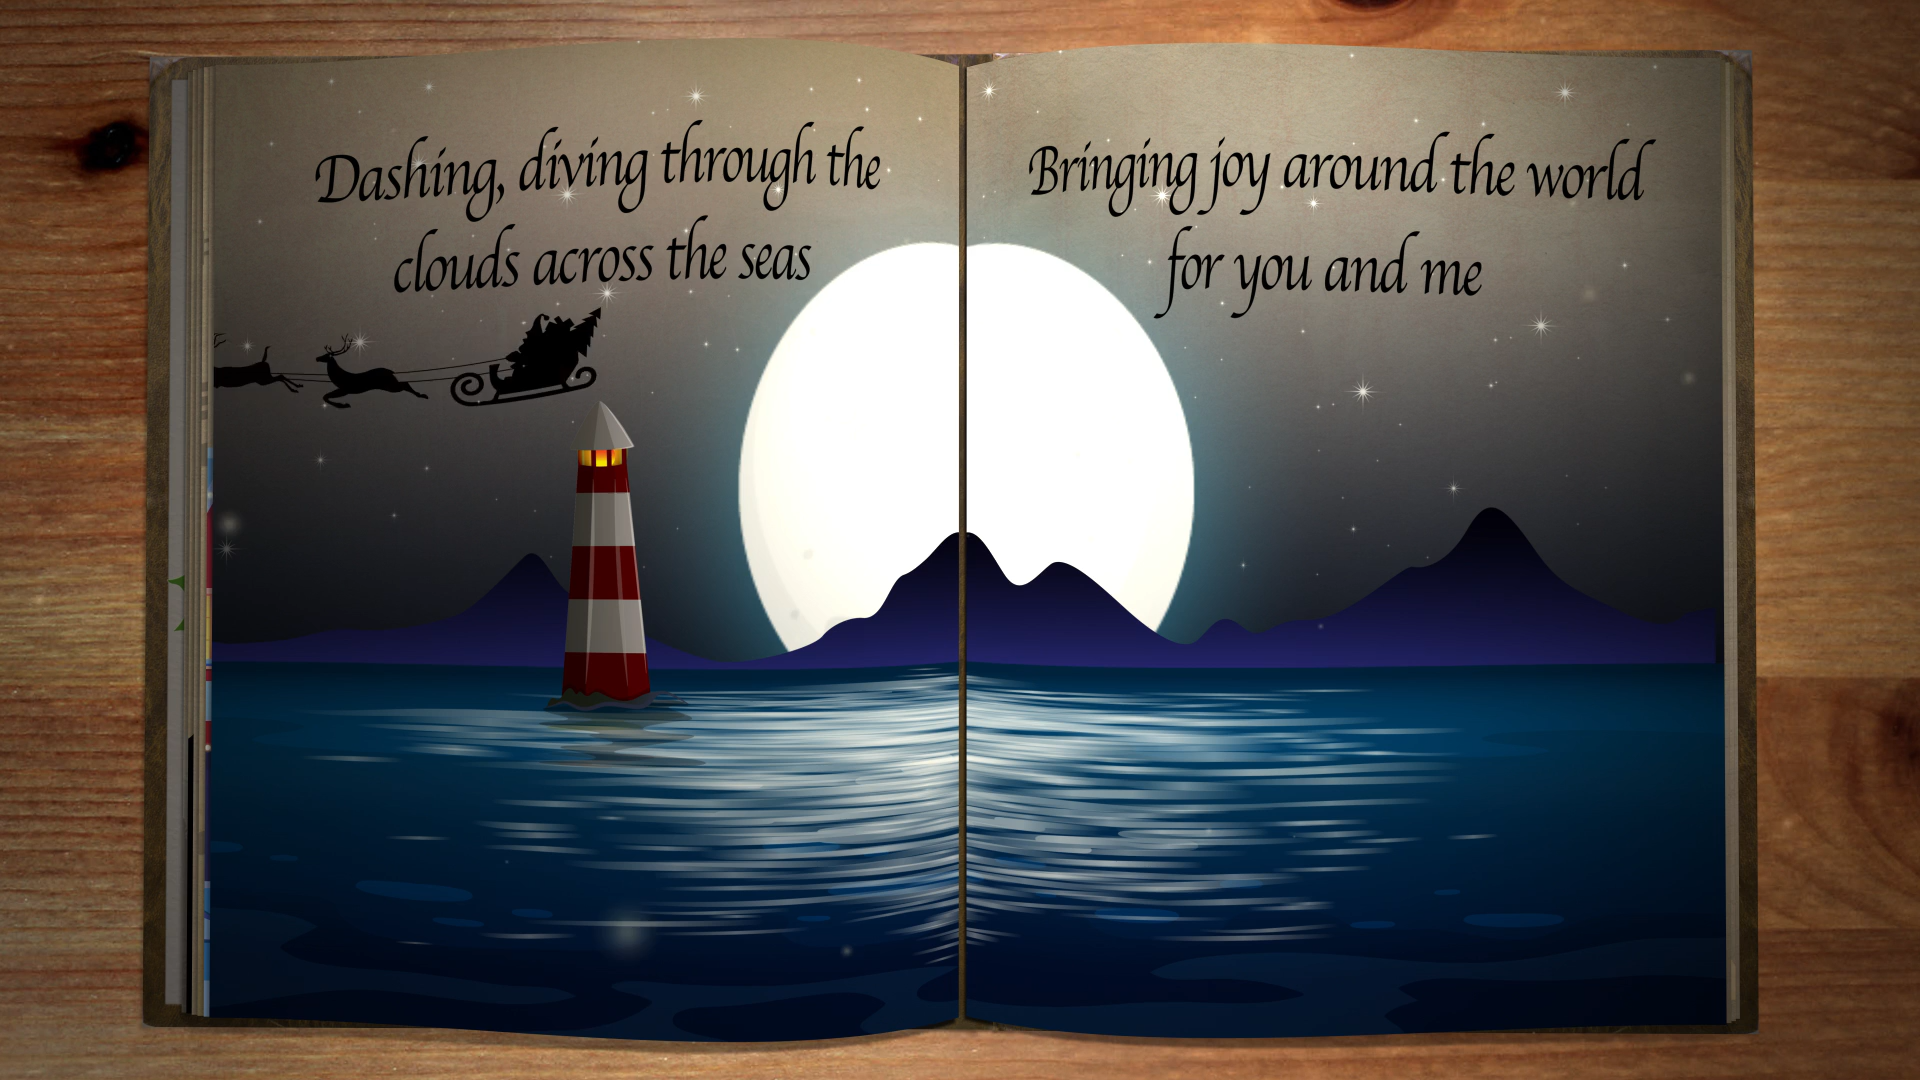 Dashing, diving through the
clouds across the seas
Bringing joy around the world
for you and me